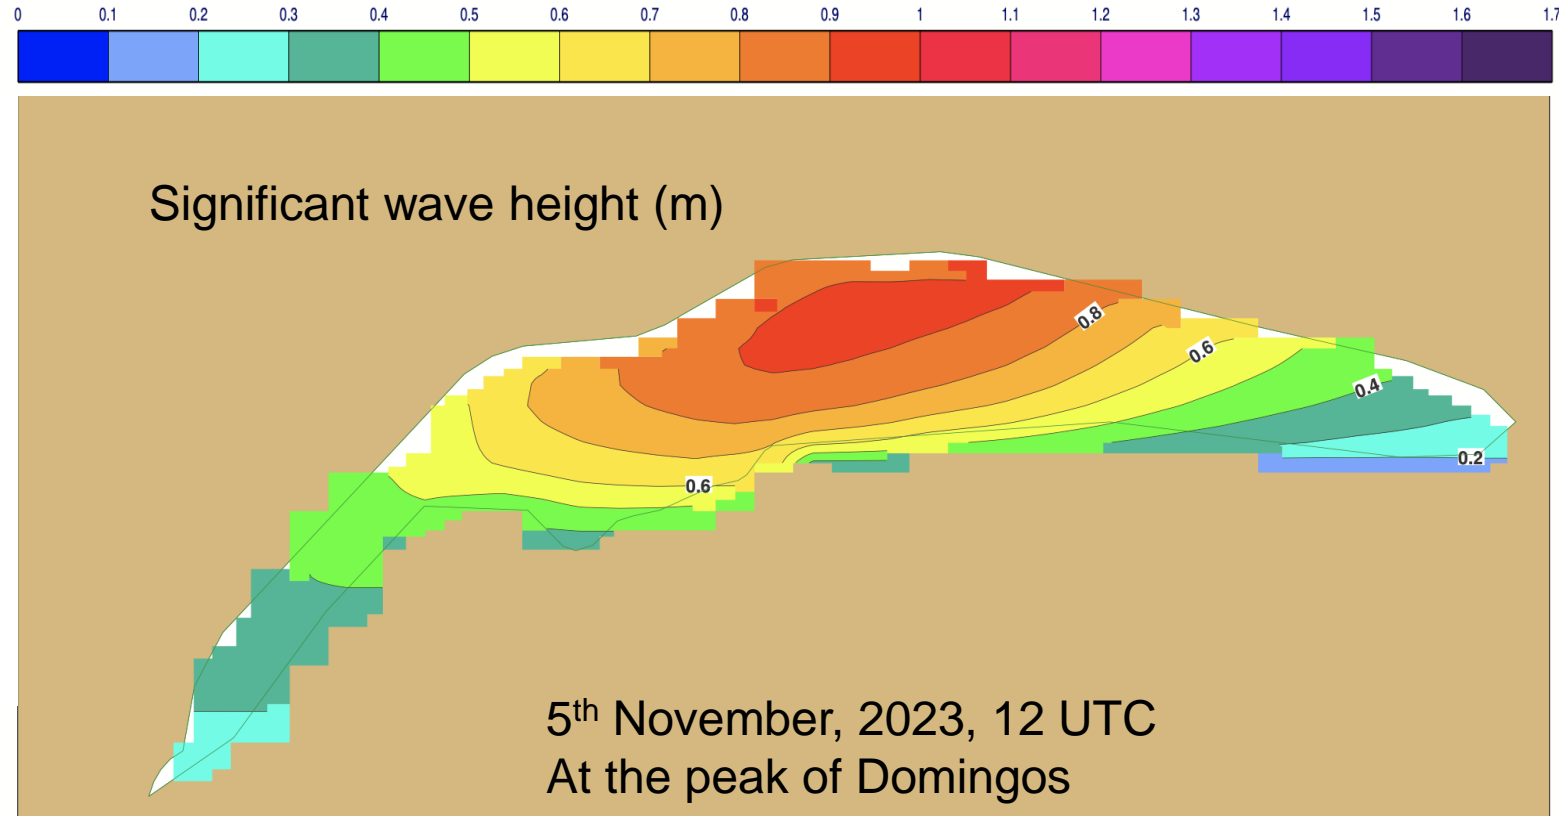 0 0.1 0.2 0.3 0.4 0.5 0.6 0.7 0.8 0.9 1 1.1 1.2 1.3 1.4 1.5 1.6 1.7
Significant wave height (m)
0.8
0.6
0.4
0.2
0.6
5th November, 2023, 12 UTC
At the peak of Domingos